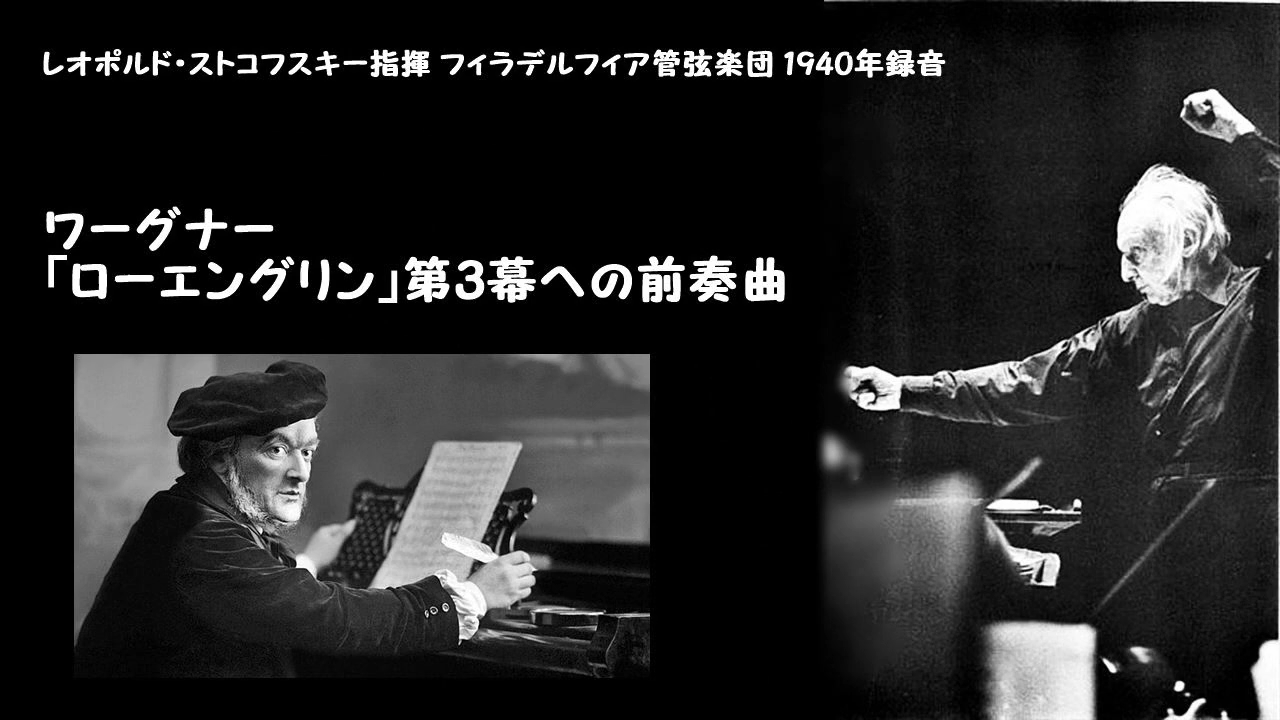 レオポルド・ストコフスキー指揮 フィラデルフィア管弦楽団 1940年録音
ワーグナー
「ローエングリン」第3幕への前奏曲